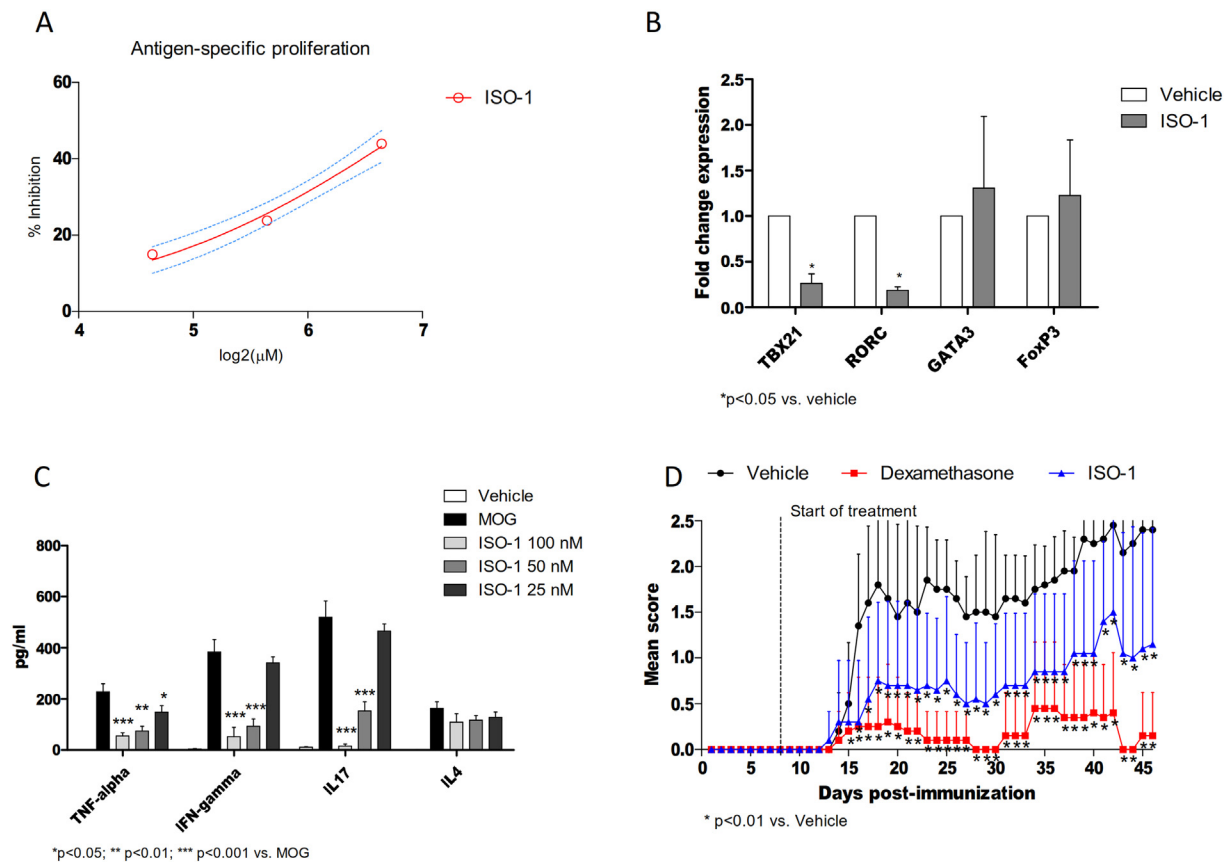 A
Antigen-specific proliferation
60
40
20
0
% Inhibition
4
5
6
7
log2(μM)
ISO-1
B
Vehicle
ISO-1
2.5
2.0
1.5
1.0
0.5
0.0
Fold change expression
*
*
TBX21
RORC
GATA3
FoxP3
*p<0.05 vs. vehicle
C
Vehicle
MOG
ISO-1 100 nM
ISO-1 50 nM
ISO-1 25 nM
800
600
400
200
0
pg/ml
*** ** *
*** ***
*** ***
TNF-alpha
IFN-gamma
IL17
IL4
*p<0.05; ** p<0.01; *** p<0.001 vs. MOG
D
Vehicle
Dexamethasone
ISO-1
Start of treatment
2.5
2.0
1.5
1.0
0.5
0.0
Mean score
1
5
10
15
20
25
30
35
40
45
Days post-immunization
* p<0.01 vs. Vehicle